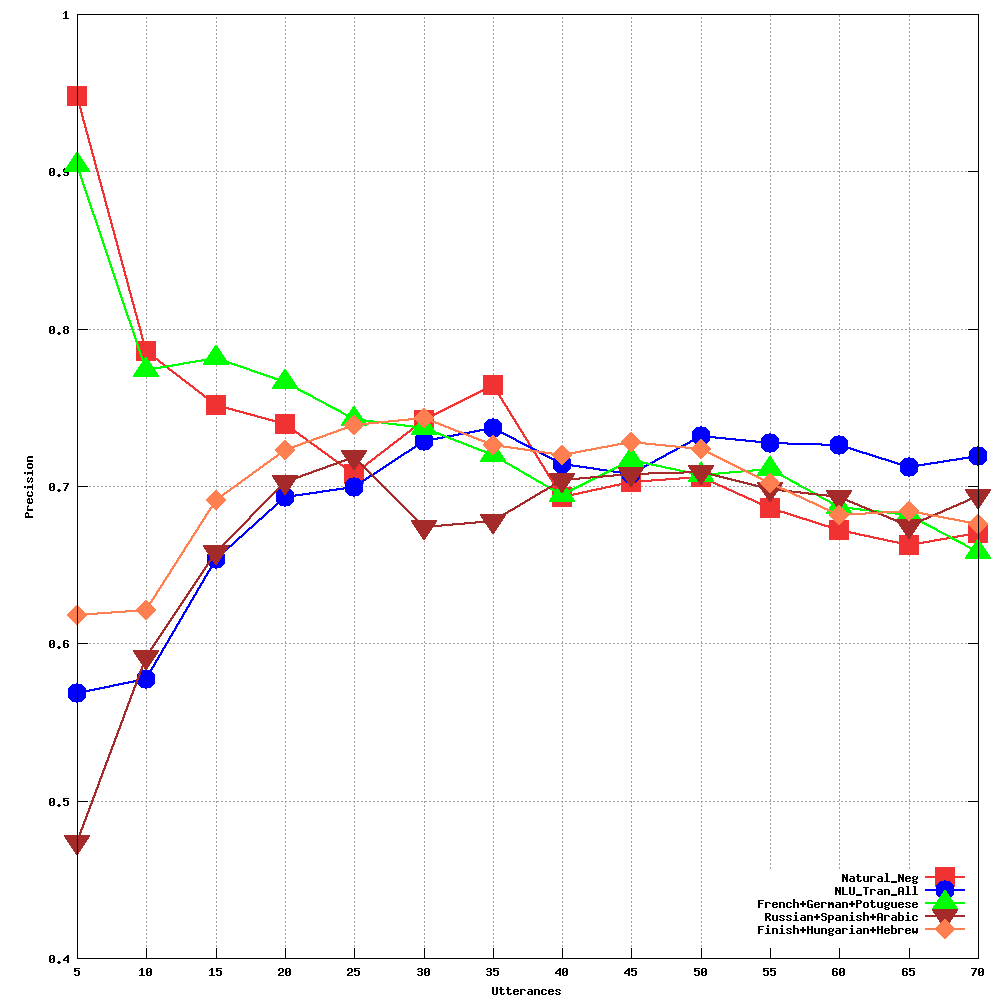 1
0.9
0.8
0.7
0.6
0.5
0.4
Precision
5 10 15 20 25 30 35 40 45 50 55 60 65 70
Utterances
Natural_Neg
NLU_Tran_All
French+German+Potuguese
Russian+Spanish+Arabic
Finish+Hungarian+Hebrew